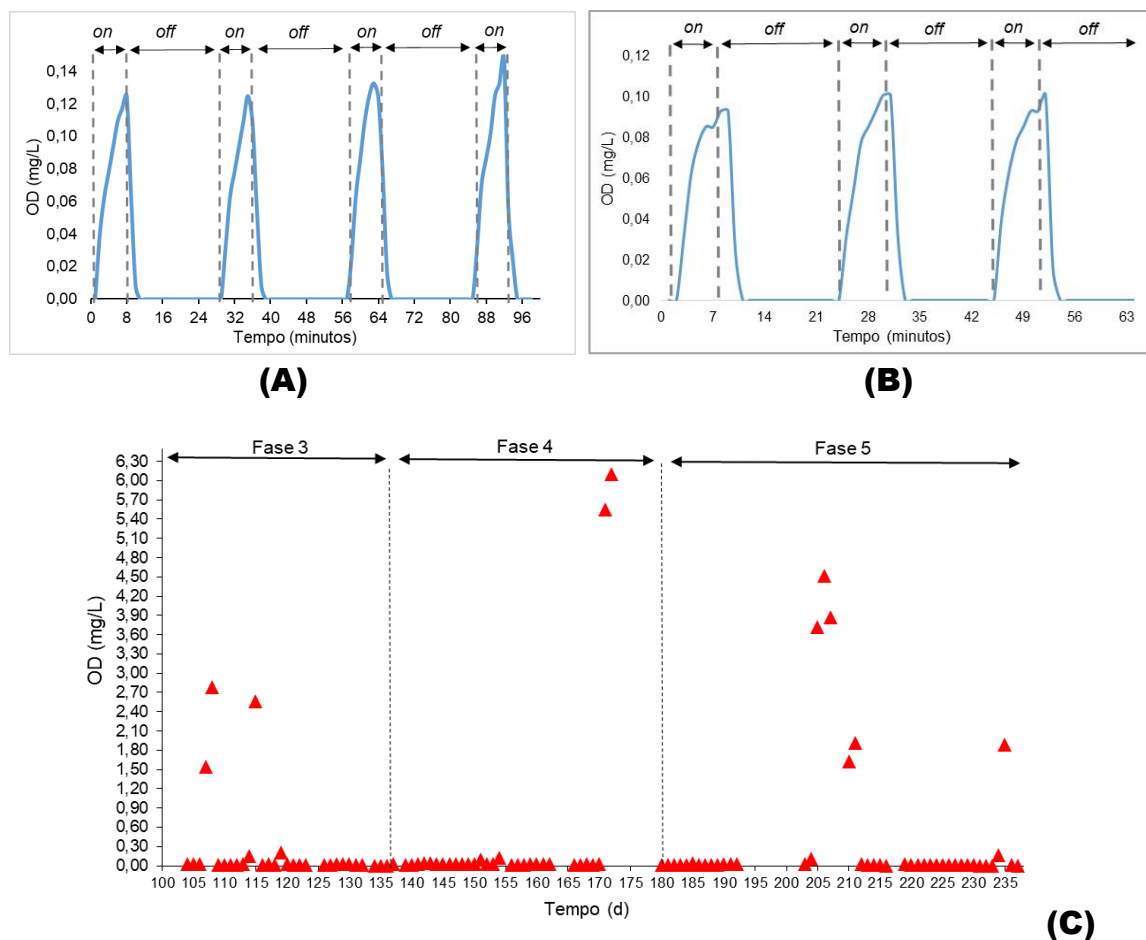 on off on off on off on
0,14
0,12
0,10
0,08
0,06
0,04
0,02
0,00
OD (mg/L)
0 8 16 24 32 40 48 56 64 72 80 88 96
Tempo (minutos)
(A)
on off on off on off
0,12
0,10
0,08
0,06
0,04
0,02
0,00
OD (mg/L)
0 7 14 21 28 35 42 49 56 63
Tempo (minutos)
(B)
Fase 3 Fase 4 Fase 5
6,30
6,00
5,70
5,40
5,10
4,80
4,50
4,20
3,90
3,60
3,30
3,00
2,70
2,40
2,10
1,80
1,50
1,20
0,90
0,60
0,30
0,00
OD (mg/L)
100 105 110 115 120 125 130 135 140 145 150 155 160 165 170 175 180 185 190 195 200 205 210 215 220 225 230 235
Tempo (d)
(C)